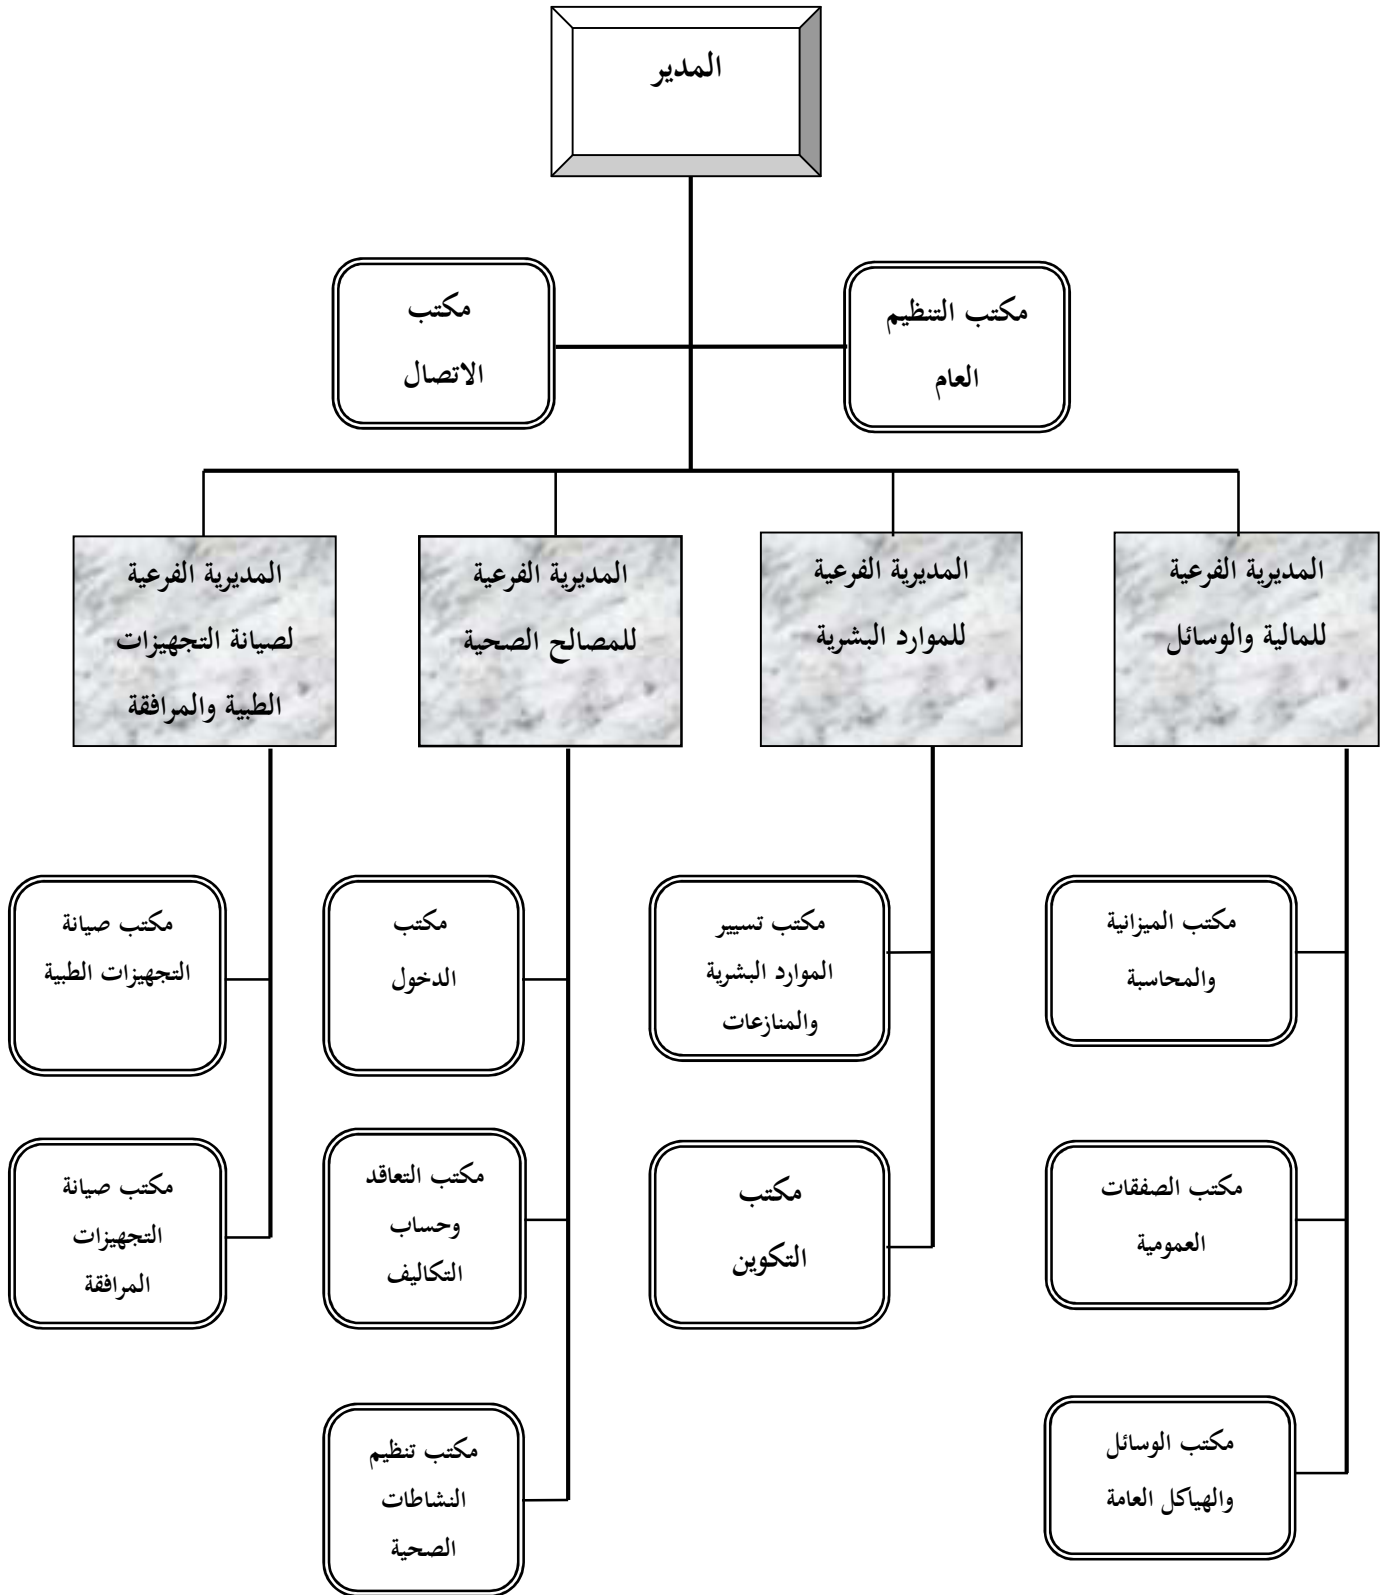 المدير
مكتب التنظيم
العام
مكتب
الاتصال
المديرية الفرعية
للمالية والوسائل
المديرية الفرعية
للموارد البشرية
المديرية الفرعية
للمصالح الصحية
المديرية الفرعية
لصيانة التجهيزات
الطبية والمرافقة
مكتب الميزانية
والمحاسبة
مكتب الصفقات
العمومية
مكتب الوسائل
والهياكل العامة
مكتب تسيير
الموارد البشرية
والمنازعات
مكتب
التكوين
مكتب
الدخول
مكتب التعاقد
وحساب
التكاليف
مكتب تنظيم
النشاطات
الصحية
مكتب صيانة
التجهيزات الطبية
مكتب صيانة
التجهيزات
المرافقة